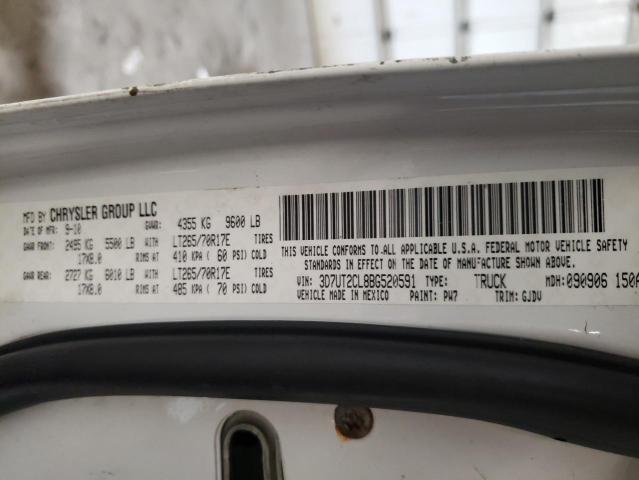 MFD BY CHRYSLER GROUP LLC
DATE OF MFR: 9-10 GVWR: 4355 KG 9600 LB
GAWR FRONT: 2495 KG 5500 LB WITH LT265/70R17E TIRES
17X8.0 RIMS AT 410 KPA ( 60 PSI) COLD
GAWR REAR: 2727 KG 6010 LB WITH LT265/70R17E TIRES
17X8.0 RIMS AT 485 KPA ( 70 PSI) COLD
THIS VEHICLE CONFORMS TO ALL APPLICABLE U.S.A. FEDERAL MOTOR VEHICLE SAFETY
STANDARDS IN EFFECT ON THE DATE OF MANUFACTURE SHOWN ABOVE.
VIN: 3D7UT2CL8BG520591 TYPE: TRUCK MDH: 090906 150A
VEHICLE MADE IN MEXICO PAINT: PW7 TRIM: GJDV